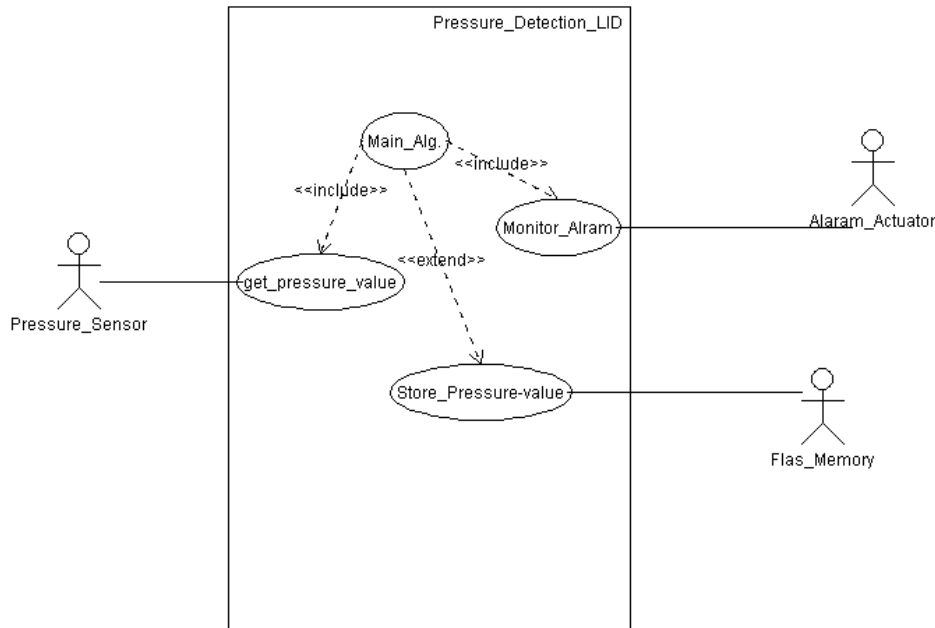 Pressure_Detection_LID
Main_Alg.
<<include>>
<<include>>
Monitor_Alram
Alaram_Actuator
<<extend>>
get_pressure_value
Pressure_Sensor
Store_Pressure-value
Flas_Memory